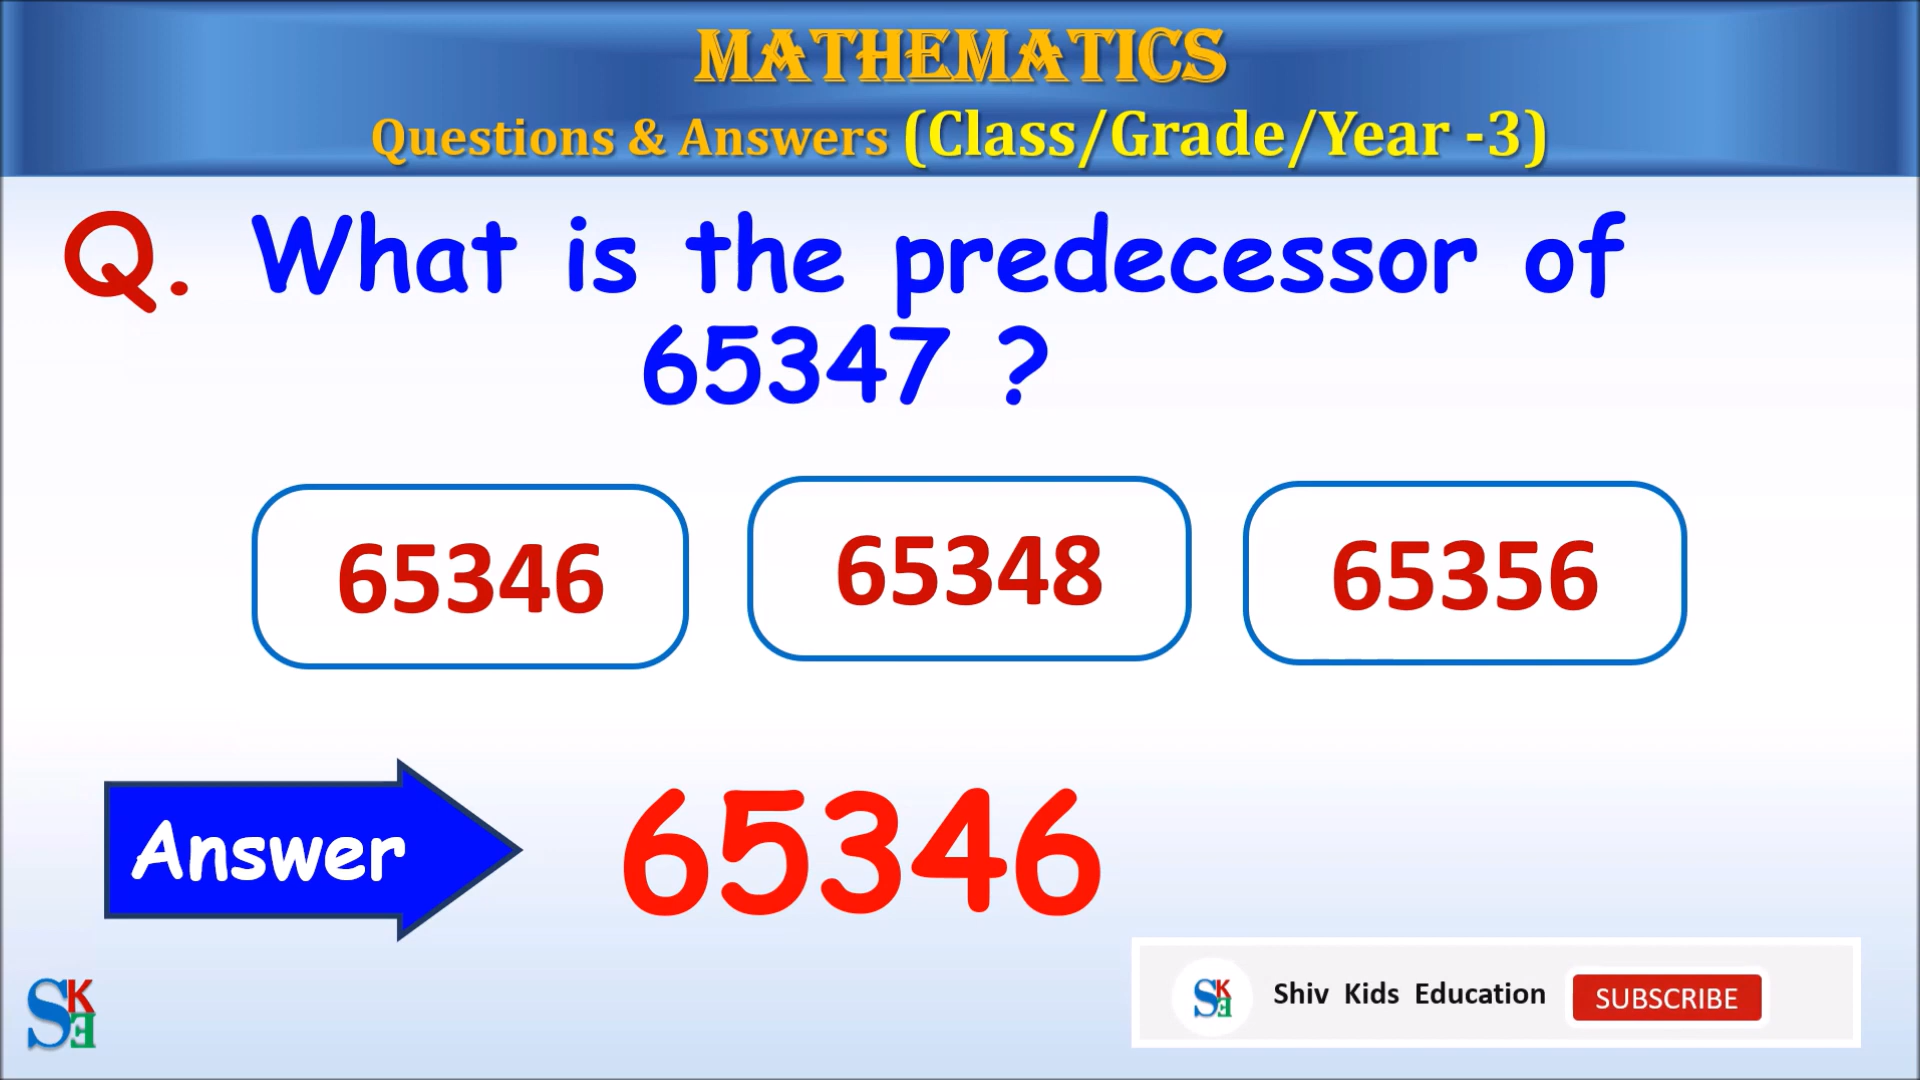 MATHEMATICS
Questions & Answers (Class/Grade/Year -3)
Q. What is the predecessor of
65347 ?
65346 65348 65356
Answer 65346
SKE
SKE Shiv Kids Education SUBSCRIBE